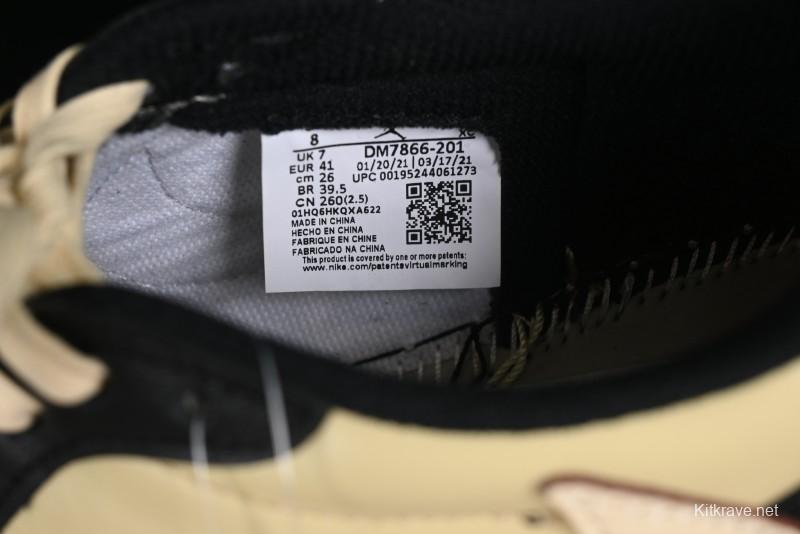 8 XC
UK 7 DM7866-201
EUR 41 01/20/21 | 03/17/21
cm 26 UPC 00195244061273
BR 39.5
CN 260(2.5)
01HQ6HKQXA622
MADE IN CHINA
HECHO EN CHINA
FABRIQUE EN CHINE
FABRICADO NA CHINA
This product is covered by one or more patents:
www.nike.com/patentsvirtualmarking
Kitkrave.net